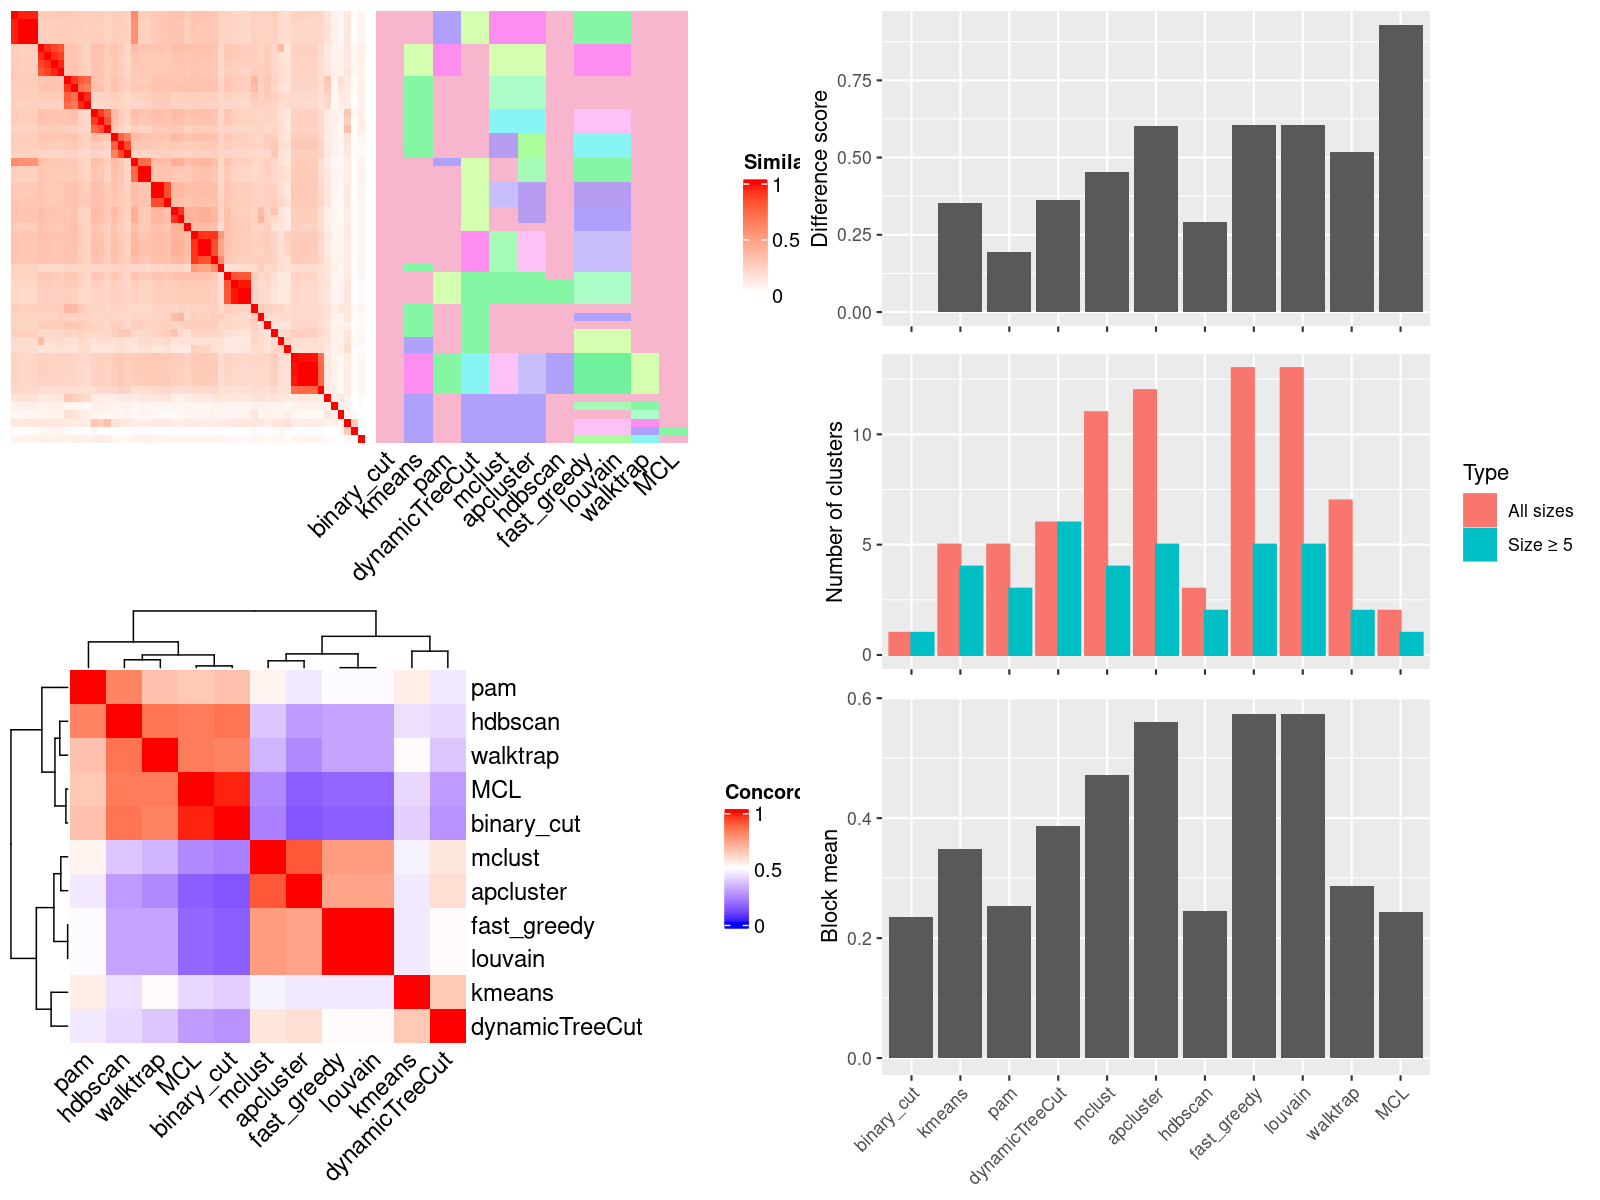 Simila
1
0.5
0
binary_cut
kmeans
pam
dynamicTreeCut
mclust
apcluster
hdbscan
fast_greedy
louvain
walktrap
MCL
pam
hdbscan
walktrap
MCL
binary_cut
mclust
apcluster
fast_greedy
louvain
kmeans
dynamicTreeCut
pam
hdbscan
walktrap
MCL
binary_cut
mclust
apcluster
fast_greedy
louvain
kmeans
dynamicTreeCut
Concord
1
0.5
0
Difference score
0.75
0.50
0.25
0.00
Number of clusters
10
5
0
Type
All sizes
Size ≥ 5
Block mean
0.6
0.4
0.2
0.0
binary_cut
kmeans
pam
dynamicTreeCut
mclust
apcluster
hdbscan
fast_greedy
louvain
walktrap
MCL